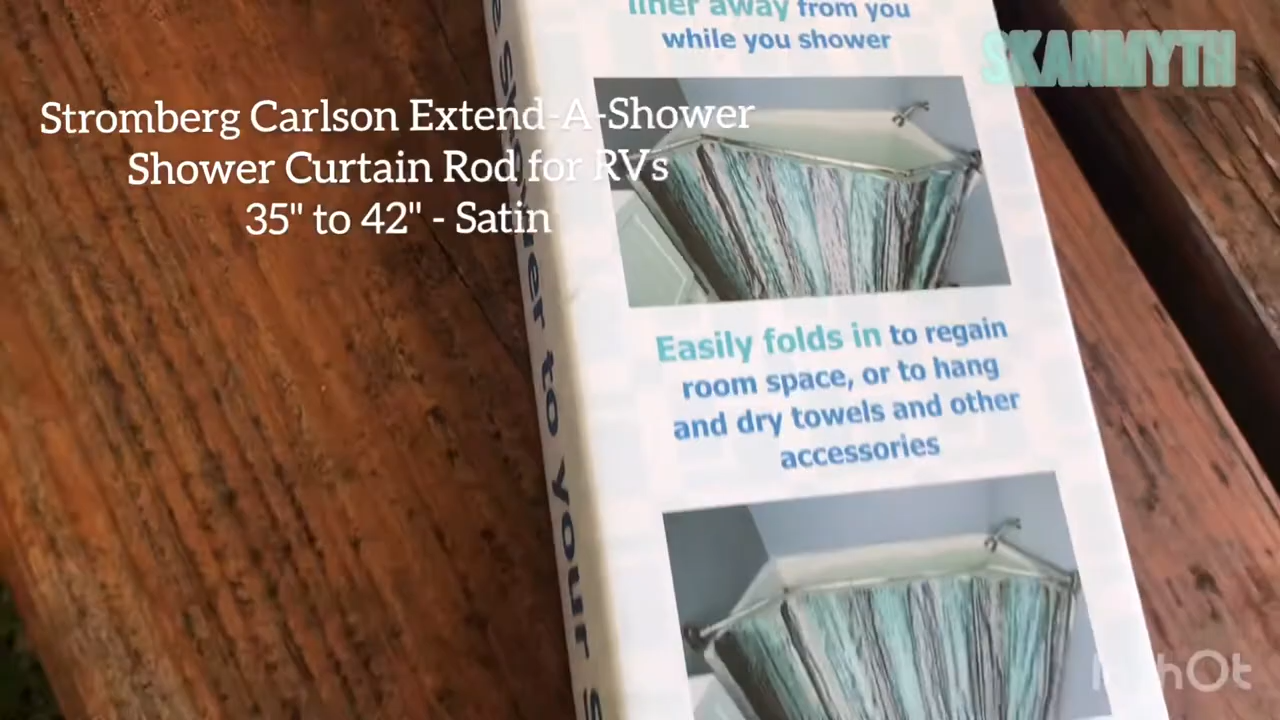 liner away from you
while you shower
SKANMYTH
Stromberg Carlson Extend-A-Shower
Shower Curtain Rod for RVs
35" to 42" - Satin
Easily folds in to regain
room space, or to hang
and dry towels and other
accessories
to your